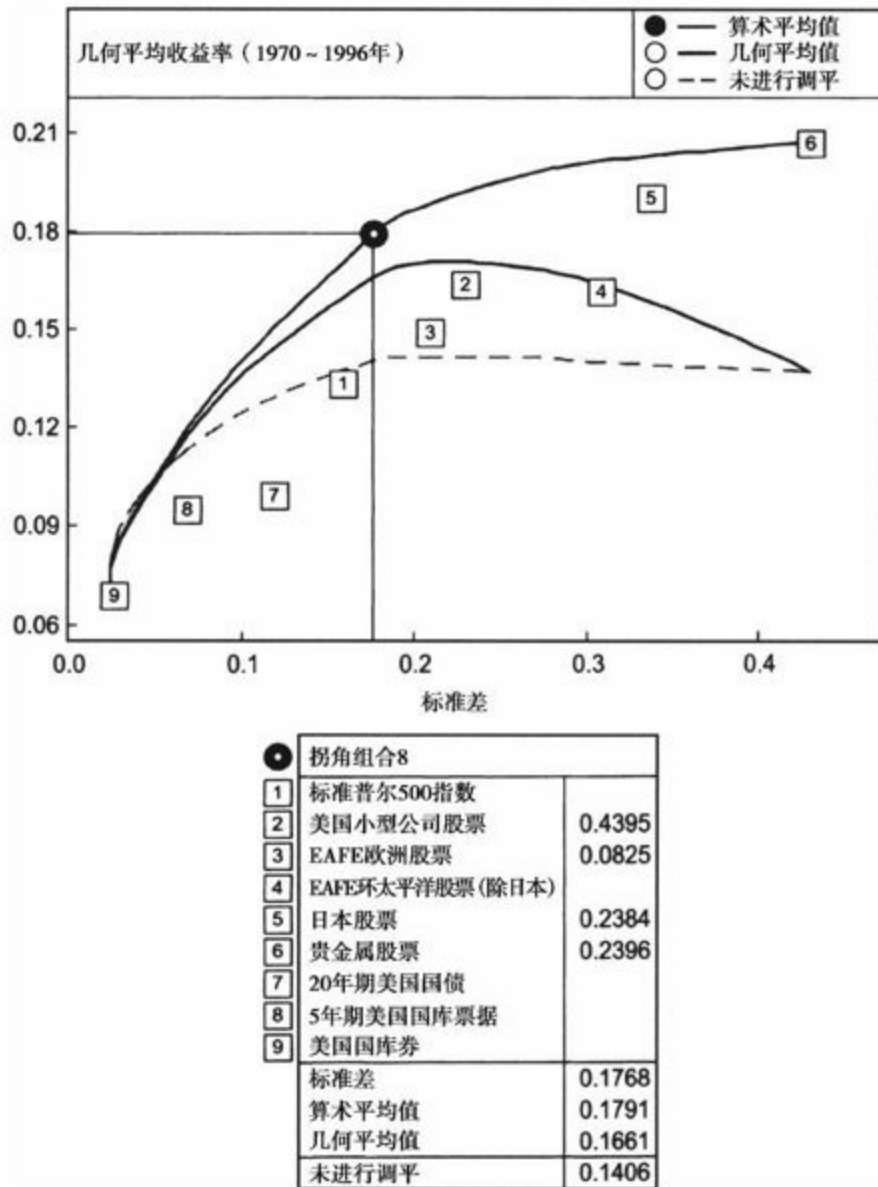 几何平均收益率（1970～1996年）
算术平均值
几何平均值
未进行调平
0.21
6
5
0.18
2
4
0.15
3
1
0.12
8
7
0.09
9
0.06
0.0 0.1 0.2 0.3 0.4
标准差
拐角组合8
1 标准普尔500指数
2 美国小型公司股票 0.4395
3 EAFE欧洲股票 0.0825
4 EAFE环太平洋股票(除日本)
5 日本股票 0.2384
6 贵金属股票 0.2396
7 20年期美国国债
8 5年期美国国库票据
9 美国国库券
标准差 0.1768
算术平均值 0.1791
几何平均值 0.1661
未进行调平 0.1406